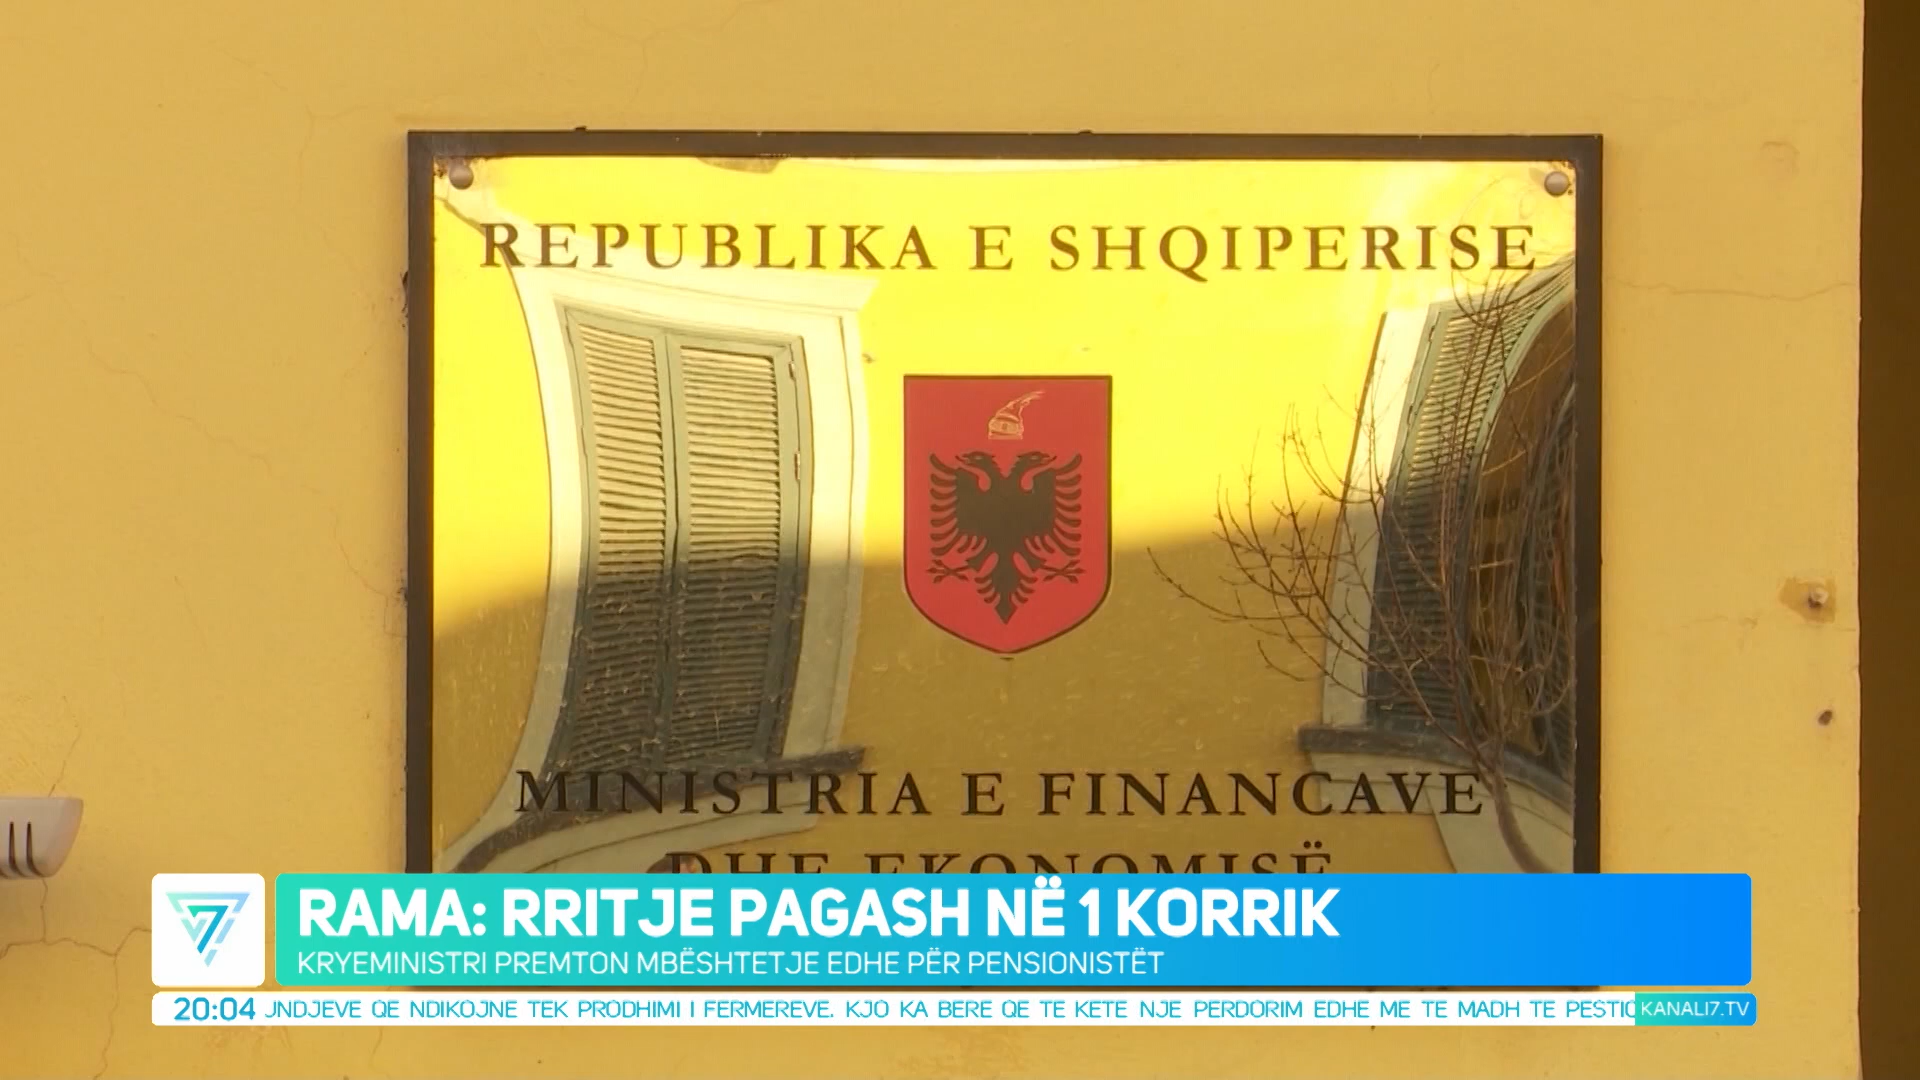 REPUBLIKA E SHQIPERISE
MINISTRIA E FINANCAVE
DHE EKONOMISË
RAMA: RRITJE PAGASH NË 1 KORRIK
KRYEMINISTRI PREMTON MBËSHTETJE EDHE PËR PENSIONISTËT
20:04 QE NDIKOJNE TEK PRODHIMI I FERMEREVE. KJO KA BERE QE TE KETE NJE PERDORIM EDHE ME TE MADH TE KANALI7.TV